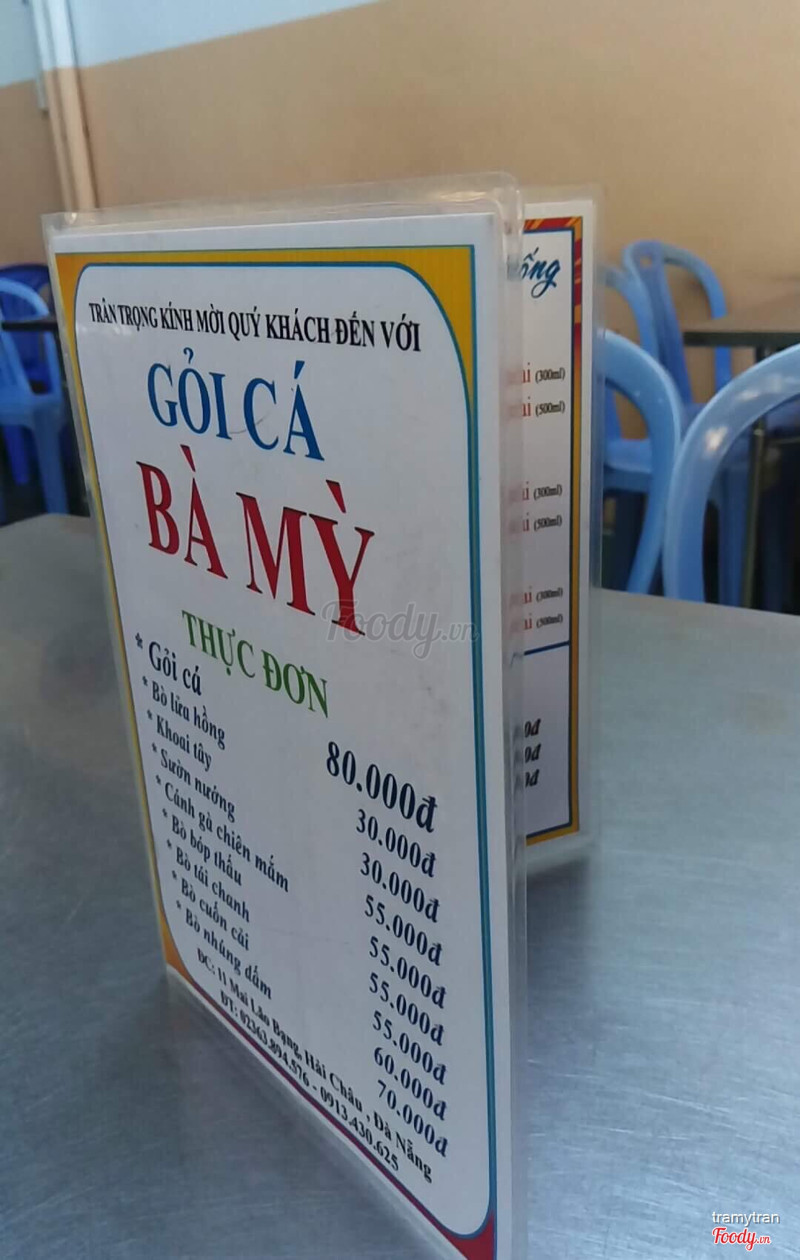 TRÂN TRỌNG KÍNH MỜI QUÝ KHÁCH ĐẾN VỚI
GỎI CÁ
BÀ MỲ
THỰC ĐƠN
* Gỏi cá 80.000đ
* Bò lửa hồng 30.000đ
* Khoai tây 30.000đ
* Sườn nướng 55.000đ
* Cánh gà chiên mắm 55.000đ
* Bò bóp thấu 55.000đ
* Bò tái chanh 55.000đ
* Bò cuốn cải 60.000đ
* Bò nhúng dấm 70.000đ
ĐC: 11 Mai Lão Bạng, Hải Châu , Đà Nẵng
ĐT: 02363.894.576 - 0913.430.625
(300ml)
(500ml)
(300ml)
(500ml)
(300ml)
(500ml)
Foody.vn
tramytran
Foody.vn